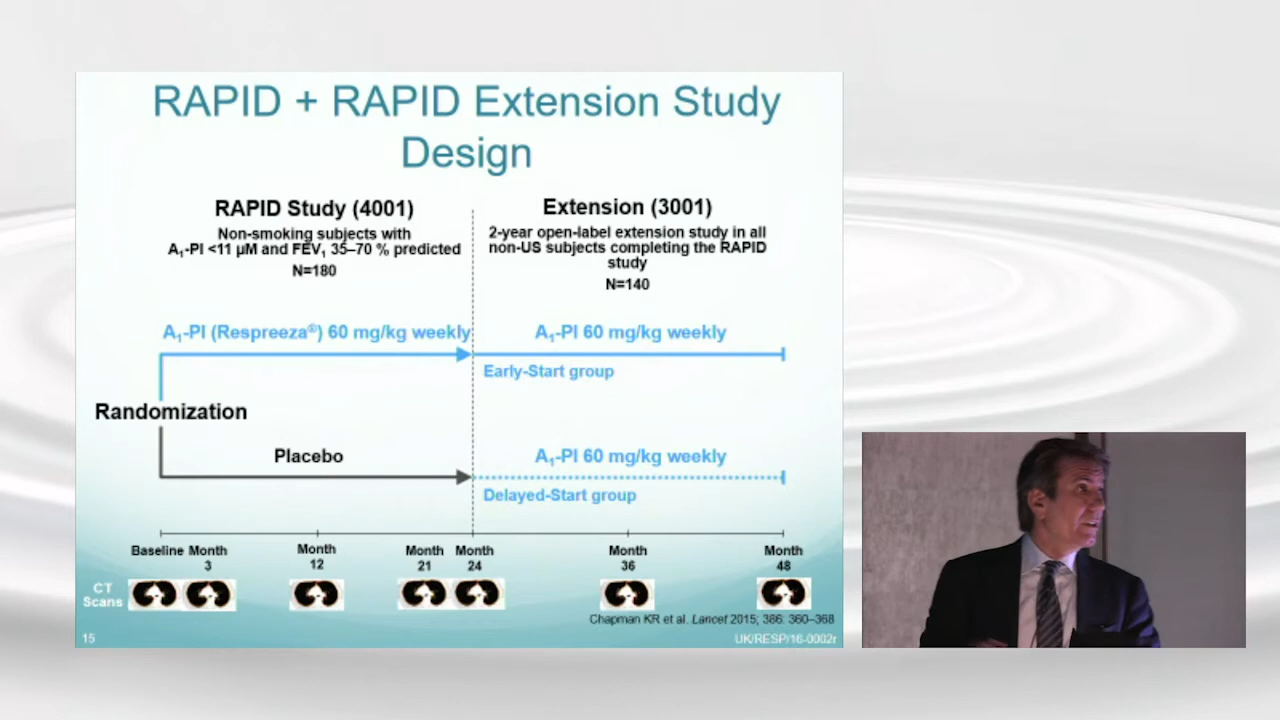 RAPID + RAPID Extension Study
Design
RAPID Study (4001)
Non-smoking subjects with
A₁-PI <11 µM and FEV₁ 35–70 % predicted
N=180
Extension (3001)
2-year open-label extension study in all
non-US subjects completing the RAPID
study
N=140
A₁-PI (Respreeza®) 60 mg/kg weekly
A₁-PI 60 mg/kg weekly
Early-Start group
Randomization
Placebo
A₁-PI 60 mg/kg weekly
Delayed-Start group
Baseline
Month
3
Month
12
Month
21
Month
24
Month
36
Month
48
CT
Scans
Chapman KR et al. Lancet 2015; 386: 360–368
15
UK/RESP/16-0002r